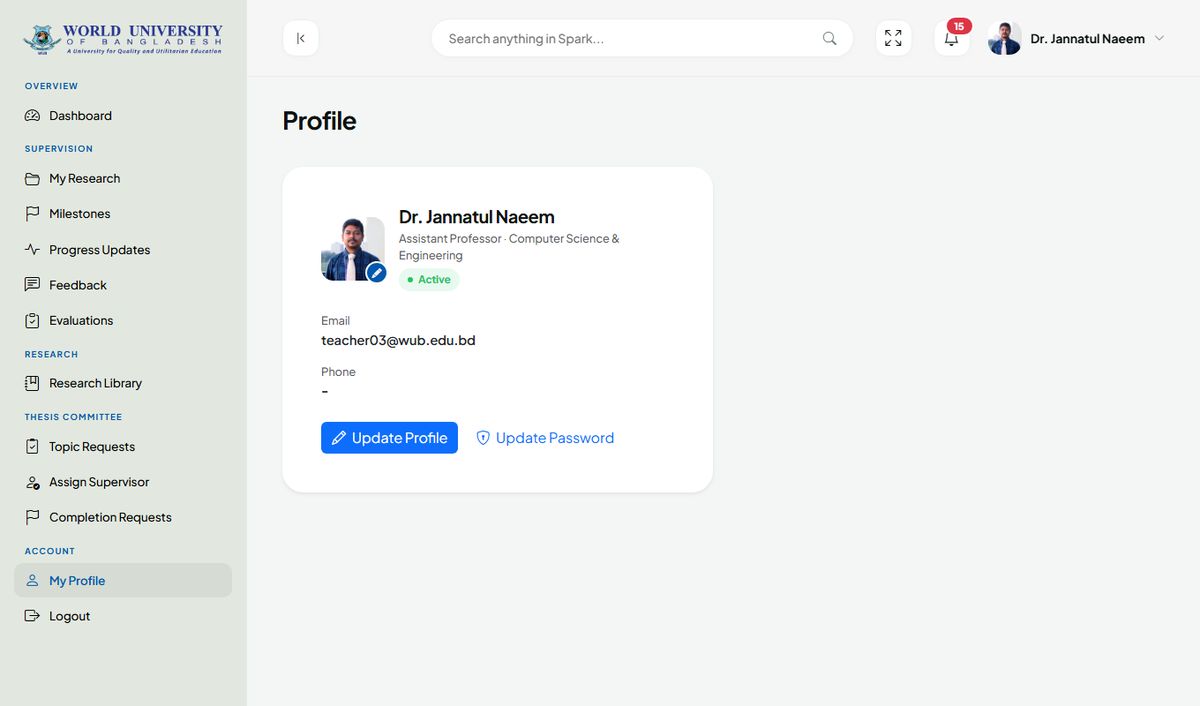 WORLD UNIVERSITY
OF BANGLADESH
A University for Quality and Utilitarian Education
OVERVIEW
Dashboard
SUPERVISION
My Research
Milestones
Progress Updates
Feedback
Evaluations
RESEARCH
Research Library
THESIS COMMITTEE
Topic Requests
Assign Supervisor
Completion Requests
ACCOUNT
My Profile
Logout
Search anything in Spark...
15
Dr. Jannatul Naeem
Profile
Dr. Jannatul Naeem
Assistant Professor · Computer Science &
Engineering
Active
Email
teacher03@wub.edu.bd
Phone
-
Update Profile
Update Password